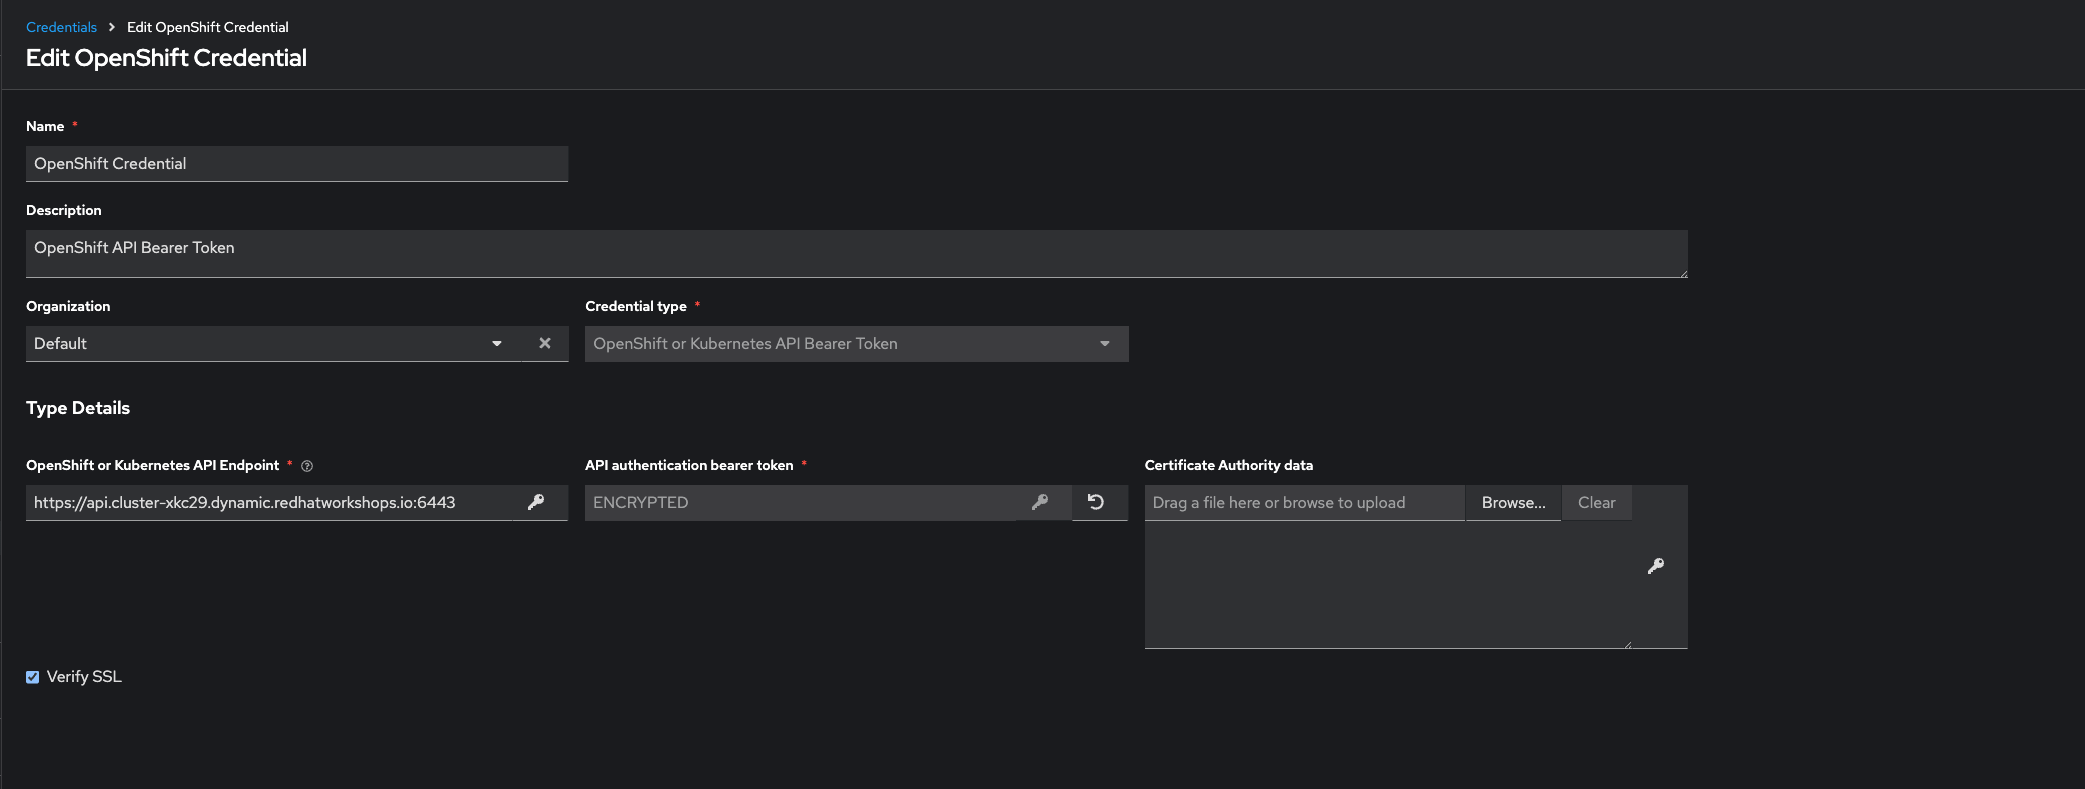 Credentials > Edit OpenShift Credential
Edit OpenShift Credential
Name *
OpenShift Credential
Description
OpenShift API Bearer Token
Organization Credential type *
Default OpenShift or Kubernetes API Bearer Token
Type Details
OpenShift or Kubernetes API Endpoint * API authentication bearer token * Certificate Authority data
https://api.cluster-xkc29.dynamic.redhatworkshops.io:6443 ENCRYPTED Drag a file here or browse to upload Browse... Clear
Verify SSL